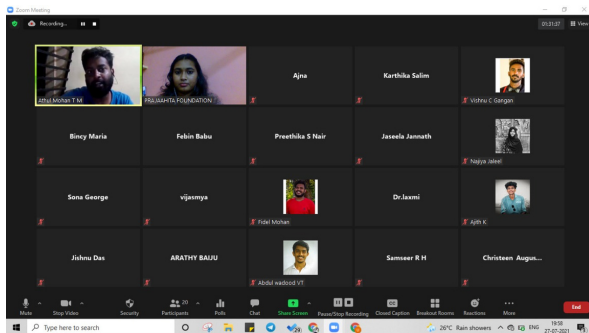 Zoom Meeting
Recording...
01:31:37
View
Athul Mohan T M
PRAJAAHITA FOUNDATION
Ajna
Karthika Salim
Vishnu C Gangan
Bincy Maria
Febin Babu
Preethika S Nair
Jaseela Jannath
Najiya Jaleel
Sona George
vijasmya
Fidel Mohan
Dr.laxmi
Ajith K
Jishnu Das
ARATHY BAIJU
Abdul wadood VT
Samseer R H
Christeen Augus...
Mute
Stop Video
Security
20
Participants
Polls
Chat
Share Screen
Pause/Stop Recording
CC
Closed Caption
Breakout Rooms
Reactions
More
End
Type here to search
26°C Rain showers
ENG
19:58
27-07-2021